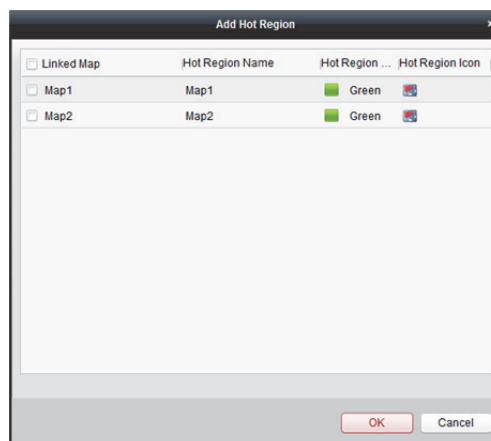 Add Hot Region
Linked Map Hot Region Name Hot Region ... Hot Region Icon
Map1 Map1 Green
Map2 Map2 Green
OK Cancel